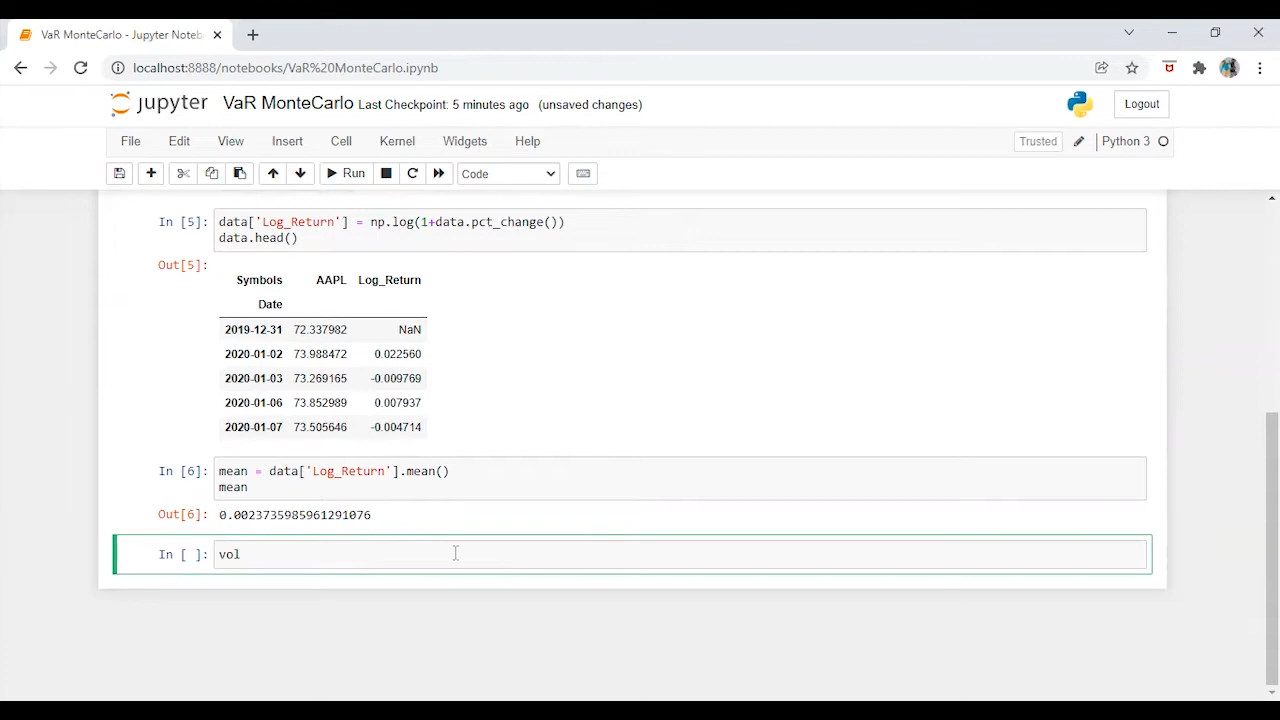 VaR MonteCarlo - Jupyter Noteb
localhost:8888/notebooks/VaR%20MonteCarlo.ipynb
jupyter VaR MonteCarlo Last Checkpoint: 5 minutes ago (unsaved changes) Logout
File Edit View Insert Cell Kernel Widgets Help Trusted Python 3
Run Code
In [5]: data['Log_Return'] = np.log(1+data.pct_change())
data.head()
Out[5]:
Symbols AAPL Log_Return
Date
2019-12-31 72.337982 NaN
2020-01-02 73.988472 0.022560
2020-01-03 73.269165 -0.009769
2020-01-06 73.852989 0.007937
2020-01-07 73.505646 -0.004714
In [6]: mean = data['Log_Return'].mean()
mean
Out[6]: 0.0023735985961291076
In [ ]: vol